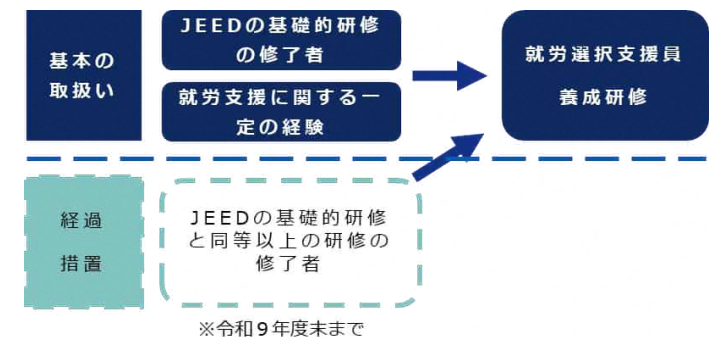 基本の
取扱い
JEEDの基礎的研修
の修了者
就労支援に関する一
定の経験
就労選択支援員
養成研修
経過
措置
JEEDの基礎的研修
と同等以上の研修の
修了者
※令和9年度末まで